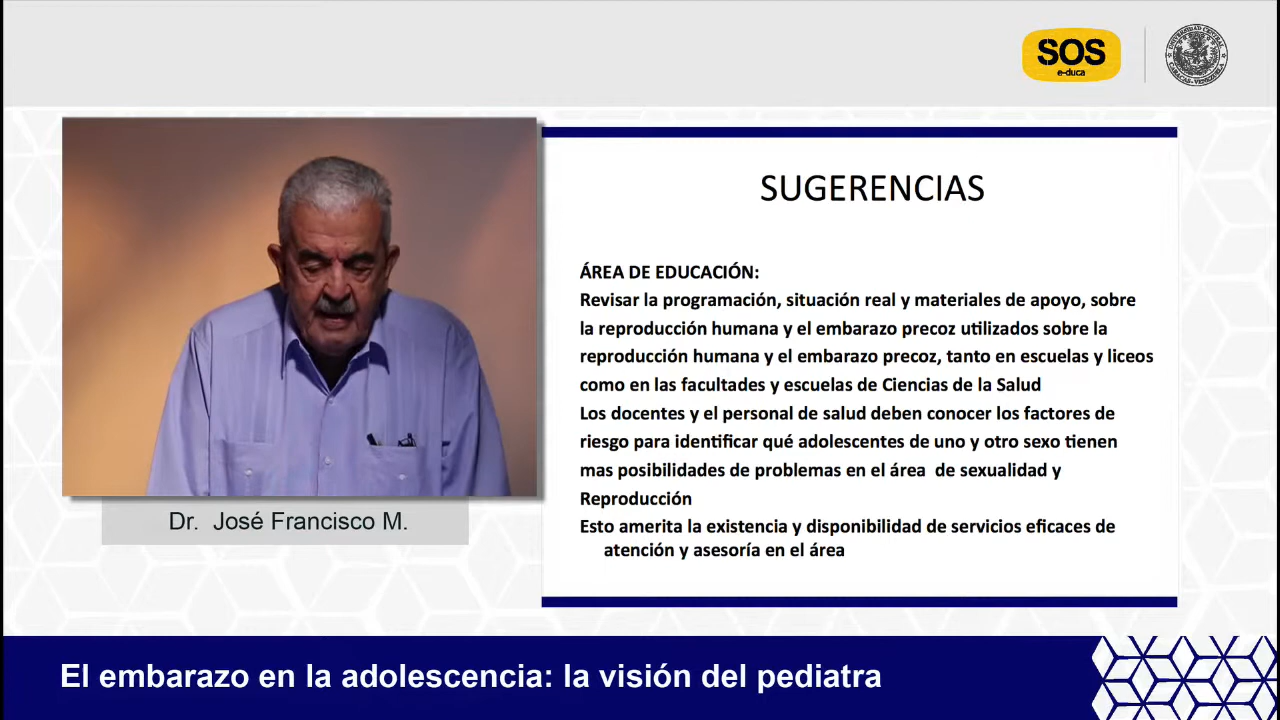 SOS
e-duca
UNIVERSIDAD CENTRAL
CARACAS - VENEZUELA
SUGERENCIAS
ÁREA DE EDUCACIÓN:
Revisar la programación, situación real y materiales de apoyo, sobre
la reproducción humana y el embarazo precoz utilizados sobre la
reproducción humana y el embarazo precoz, tanto en escuelas y liceos
como en las facultades y escuelas de Ciencias de la Salud
Los docentes y el personal de salud deben conocer los factores de
riesgo para identificar qué adolescentes de uno y otro sexo tienen
mas posibilidades de problemas en el área de sexualidad y
Reproducción
Esto amerita la existencia y disponibilidad de servicios eficaces de
atención y asesoría en el área
Dr. José Francisco M.
El embarazo en la adolescencia: la visión del pediatra